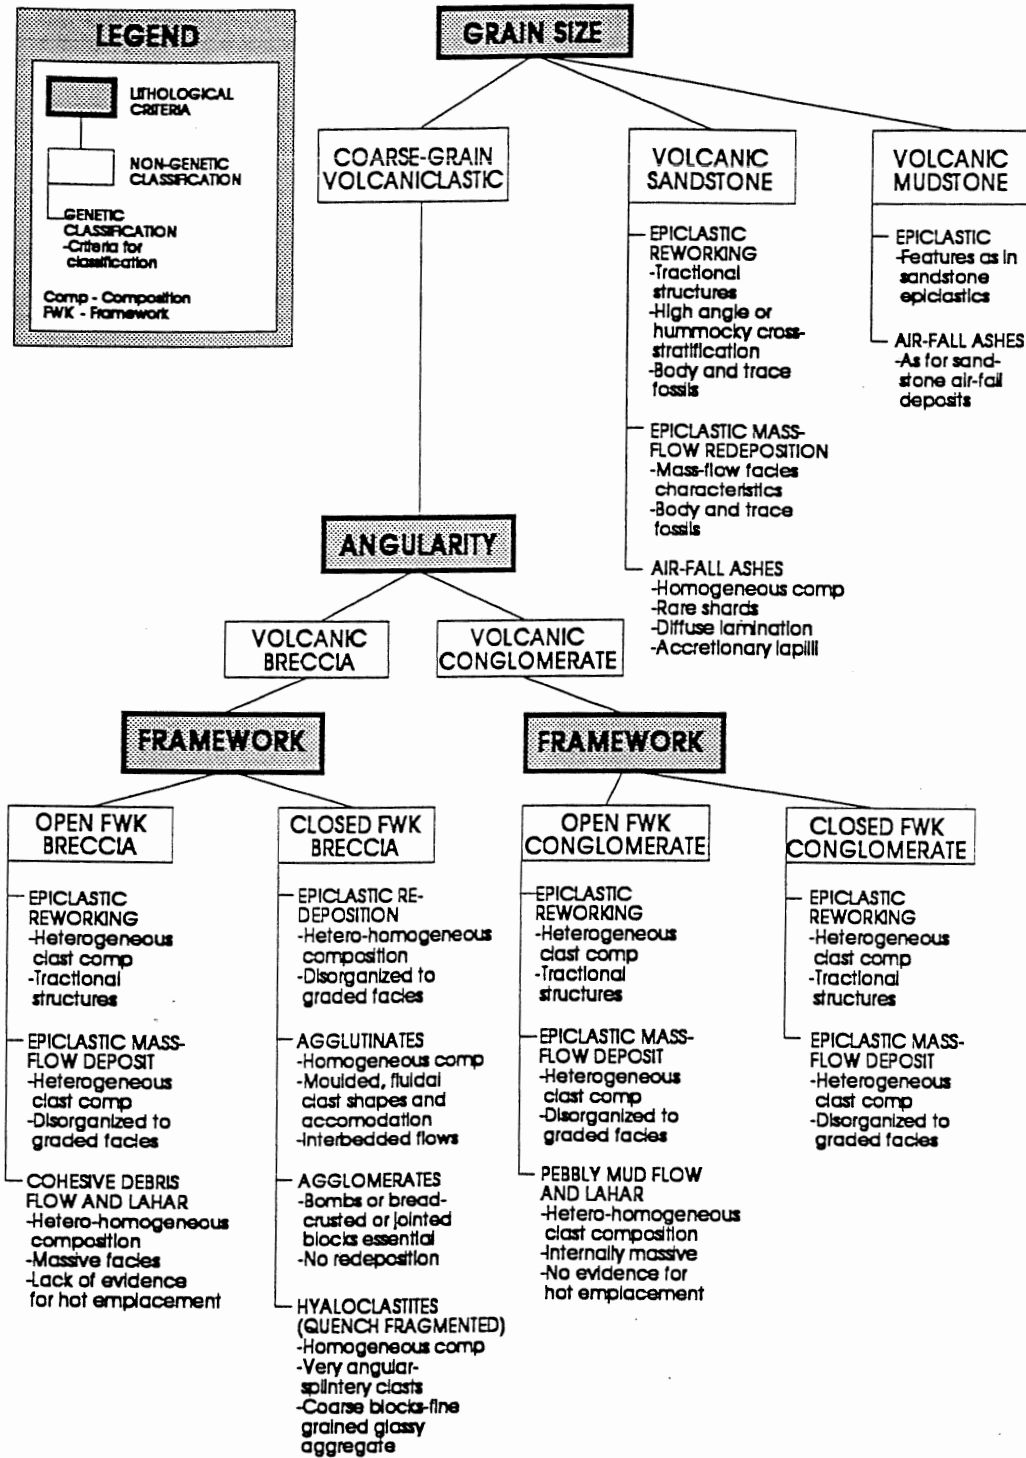 LEGEND
LITHOLOGICAL
CRITERIA
NON-GENETIC
CLASSIFICATION
GENETIC
CLASSIFICATION
-Criteria for
classification
Comp - Composition
FWK - Framework
GRAIN SIZE
COARSE-GRAIN
VOLCANICLASTIC
VOLCANIC
SANDSTONE
VOLCANIC
MUDSTONE
EPICLASTIC
REWORKING
-Tractional
structures
-High angle or
hummocky cross-
stratification
-Body and trace
fossils
EPICLASTIC MASS-
FLOW REDEPOSITION
-Mass-flow facies
characteristics
-Body and trace
fossils
AIR-FALL ASHES
-Homogeneous comp
-Rare shards
-Diffuse lamination
-Accretionary lapilli
EPICLASTIC
-Features as in
sandstone
epiclastics
AIR-FALL ASHES
-As for sand-
stone air-fall
deposits
ANGULARITY
VOLCANIC
BRECCIA
VOLCANIC
CONGLOMERATE
FRAMEWORK
FRAMEWORK
OPEN FWK
BRECCIA
CLOSED FWK
BRECCIA
OPEN FWK
CONGLOMERATE
CLOSED FWK
CONGLOMERATE
EPICLASTIC
REWORKING
-Heterogeneous
clast comp
-Tractional
structures
EPICLASTIC MASS-
FLOW DEPOSIT
-Heterogeneous
clast comp
-Disorganized to
graded facies
COHESIVE DEBRIS
FLOW AND LAHAR
-Hetero-homogeneous
composition
-Massive facies
-Lack of evidence
for hot emplacement
EPICLASTIC RE-
DEPOSITION
-Hetero-homogeneous
composition
-Disorganized to
graded facies
AGGLUTINATES
-Homogeneous comp
-Moulded, fluidal
clast shapes and
accomodation
-Interbedded flows
AGGLOMERATES
-Bombs or bread-
crusted or jointed
blocks essential
-No redeposition
HYALOCLASTITES
(QUENCH FRAGMENTED)
-Homogeneous comp
-Very angular-
splintery clasts
-Coarse blocks-fine
grained glassy
aggregate
EPICLASTIC
REWORKING
-Heterogeneous
clast comp
-Tractional
structures
EPICLASTIC MASS-
FLOW DEPOSIT
-Heterogeneous
clast comp
-Disorganized to
graded facies
PEBBLY MUD FLOW
AND LAHAR
-Hetero-homogeneous
clast composition
-Internally massive
-No evidence for
hot emplacement
EPICLASTIC
REWORKING
-Heterogeneous
clast comp
-Tractional
structures
EPICLASTIC MASS-
FLOW DEPOSIT
-Heterogeneous
clast comp
-Disorganized to
graded facies